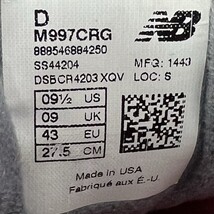 D
M997CRG
888546884250
SS44204 MFG: 1443
DSBCR4203 XQV LOC: S
09½ US
09 UK
43 EU
27.5 CM
Made in USA
Fabriqué aux É.-U.